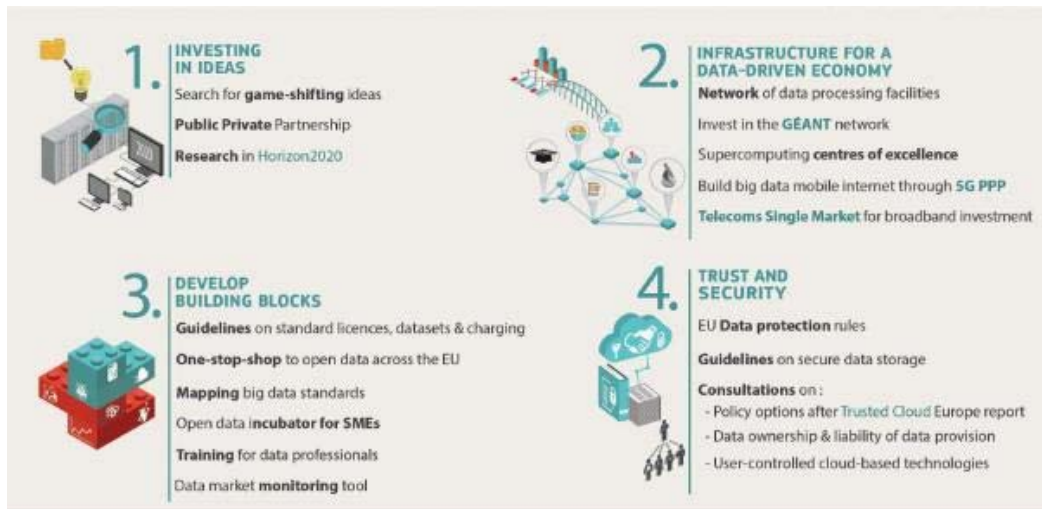 1. INVESTING
IN IDEAS
Search for game-shifting ideas
Public Private Partnership
Research in Horizon2020
2020
2. INFRASTRUCTURE FOR A
DATA-DRIVEN ECONOMY
Network of data processing facilities
Invest in the GÉANT network
Supercomputing centres of excellence
Build big data mobile internet through 5G PPP
Telecoms Single Market for broadband investment
3. DEVELOP
BUILDING BLOCKS
Guidelines on standard licences, datasets & charging
One-stop-shop to open data across the EU
Mapping big data standards
Open data incubator for SMEs
Training for data professionals
Data market monitoring tool
4. TRUST AND
SECURITY
EU Data protection rules
Guidelines on secure data storage
Consultations on :
- Policy options after Trusted Cloud Europe report
- Data ownership & liability of data provision
- User-controlled cloud-based technologies